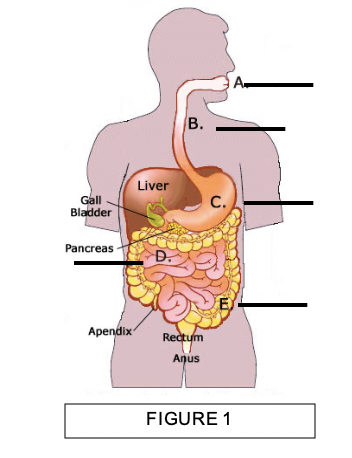 A.
B.
Liver
Gall
Bladder
C.
Pancreas
D.
E.
Apendix
Rectum
Anus
FIGURE 1